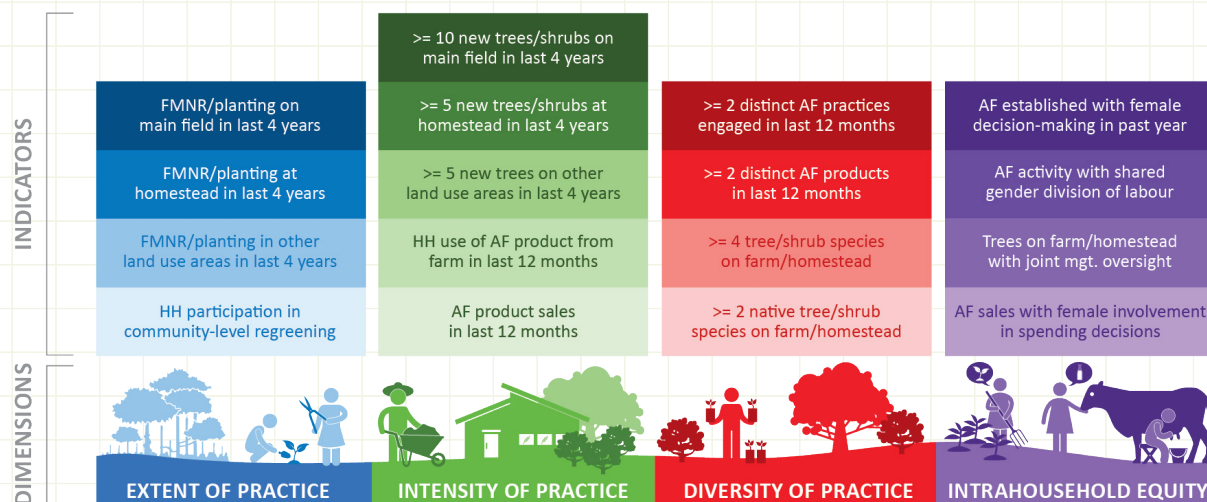 INDICATORS
FMNR/planting on
main field in last 4 years
FMNR/planting at
homestead in last 4 years
FMNR/planting in other
land use areas in last 4 years
HH participation in
community-level regreening
>= 10 new trees/shrubs on
main field in last 4 years
>= 5 new trees/shrubs at
homestead in last 4 years
>= 5 new trees on other
land use areas in last 4 years
HH use of AF product from
farm in last 12 months
AF product sales
in last 12 months
>= 2 distinct AF practices
engaged in last 12 months
>= 2 distinct AF products
in last 12 months
>= 4 tree/shrub species
on farm/homestead
>= 2 native tree/shrub
species on farm/homestead
AF established with female
decision-making in past year
AF activity with shared
gender division of labour
Trees on farm/homestead
with joint mgt. oversight
AF sales with female involvement
in spending decisions
DIMENSIONS
EXTENT OF PRACTICE
INTENSITY OF PRACTICE
DIVERSITY OF PRACTICE
INTRAHOUSEHOLD EQUITY